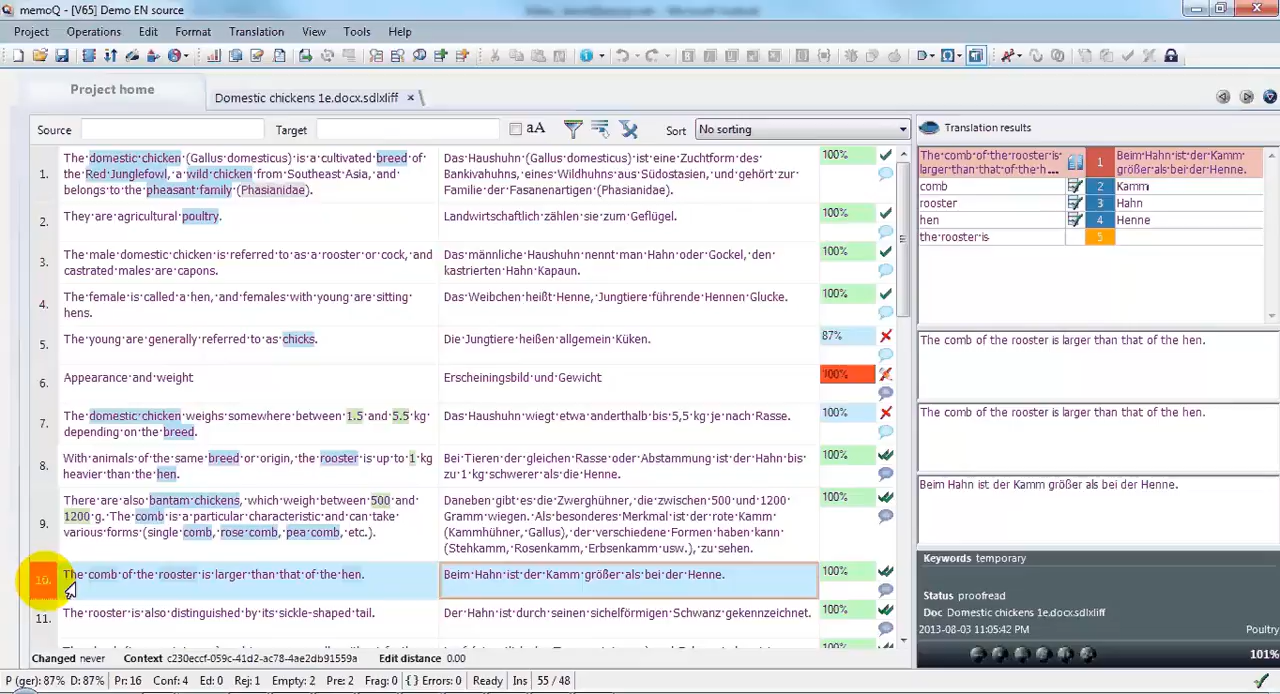 memoQ - [V65] Demo EN source
Project Operations Edit Format Translation View Tools Help
Project home
Domestic chickens 1e.docx.sdlxliff ×
Source Target aA Sort No sorting
1. The domestic chicken (Gallus domesticus) is a cultivated breed of
the Red Junglefowl, a wild chicken from Southeast Asia, and
belongs to the pheasant family (Phasianidae).
Das Haushuhn (Gallus domesticus) ist eine Zuchtform des
Bankivahuhns, eines Wildhuhns aus Südostasien, und gehört zur
Familie der Fasanenartigen (Phasianidae).
100%
2. They are agricultural poultry.
Landwirtschaftlich zählen sie zum Geflügel.
100%
3. The male domestic chicken is referred to as a rooster or cock, and
castrated males are capons.
Das männliche Haushuhn nennt man Hahn oder Gockel, den
kastrierten Hahn Kapaun.
100%
4. The female is called a hen, and females with young are sitting
hens.
Das Weibchen heißt Henne, Jungtiere führende Hennen Glucke.
100%
5. The young are generally referred to as chicks.
Die Jungtiere heißen allgemein Küken.
87%
6. Appearance and weight
Erscheiningsbild und Gewicht
100%
7. The domestic chicken weighs somewhere between 1.5 and 5.5 kg
depending on the breed.
Das Haushuhn wiegt etwa anderthalb bis 5,5 kg je nach Rasse.
100%
8. With animals of the same breed or origin, the rooster is up to 1 kg
heavier than the hen.
Bei Tieren der gleichen Rasse oder Abstammung ist der Hahn bis
zu 1 kg schwerer als die Henne.
100%
9. There are also bantam chickens, which weigh between 500 and
1200 g. The comb is a particular characteristic and can take
various forms (single comb, rose comb, pea comb, etc.).
Daneben gibt es die Zwerghühner, die zwischen 500 und 1200
Gramm wiegen. Als besonderes Merkmal ist der rote Kamm
(Kammhühner, Gallus), der verschiedene Formen haben kann
(Stehkamm, Rosenkamm, Erbsenkamm usw.), zu sehen.
100%
10. The comb of the rooster is larger than that of the hen.
Beim Hahn ist der Kamm größer als bei der Henne.
100%
11. The rooster is also distinguished by its sickle-shaped tail.
Der Hahn ist durch seinen sichelförmigen Schwanz gekennzeichnet.
100%
Translation results
The comb of the rooster is
larger than that of the h...
1 Beim Hahn ist der Kamm
größer als bei der Henne.
comb 2 Kamm
rooster 3 Hahn
hen 4 Henne
the rooster is 5
The comb of the rooster is larger than that of the hen.
The comb of the rooster is larger than that of the hen.
Beim Hahn ist der Kamm größer als bei der Henne.
Keywords temporary
Status proofread
Doc Domestic chickens 1e.docx.sdlxliff
2013-08-03 11:05:42 PM Poultry
101%
Changed never Context c230eccf-059c-41d2-ac78-4ae2db91559a Edit distance 0.00
P (ger): 87% D: 87% Pr: 16 Conf: 4 Ed: 0 Rej: 1 Empty: 2 Pre: 2 Frag: 0 { } Errors: 0 Ready Ins 55 / 48